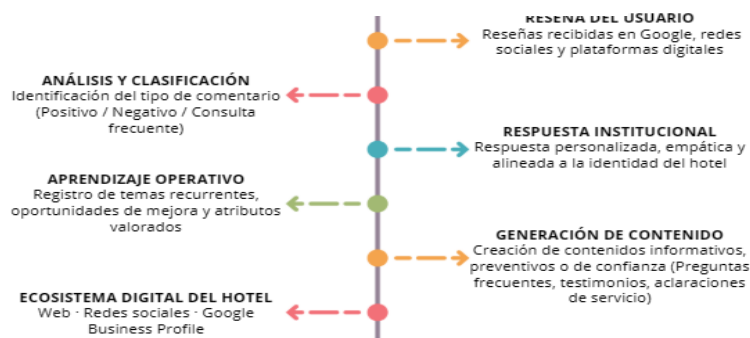 RESEÑA DEL USUARIO
Reseñas recibidas en Google, redes
sociales y plataformas digitales
ANÁLISIS Y CLASIFICACIÓN
Identificación del tipo de comentario
(Positivo / Negativo / Consulta
frecuente)
RESPUESTA INSTITUCIONAL
Respuesta personalizada, empática y
alineada a la identidad del hotel
APRENDIZAJE OPERATIVO
Registro de temas recurrentes,
oportunidades de mejora y atributos
valorados
GENERACIÓN DE CONTENIDO
Creación de contenidos informativos,
preventivos o de confianza (Preguntas
frecuentes, testimonios, aclaraciones
de servicio)
ECOSISTEMA DIGITAL DEL HOTEL
Web · Redes sociales · Google
Business Profile